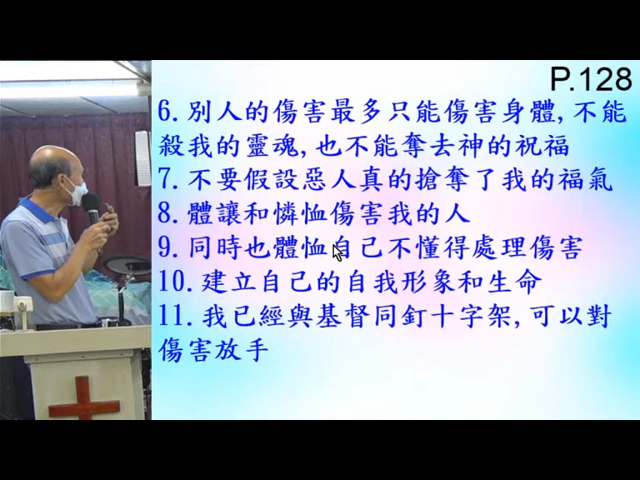 P.128
6.別人的傷害最多只能傷害身體,不能
殺我的靈魂,也不能奪去神的祝福
7.不要假設惡人真的搶奪了我的福氣
8.體讓和憐恤傷害我的人
9.同時也體恤自己不懂得處理傷害
10.建立自己的自我形象和生命
11.我已經與基督同釘十字架,可以對
傷害放手